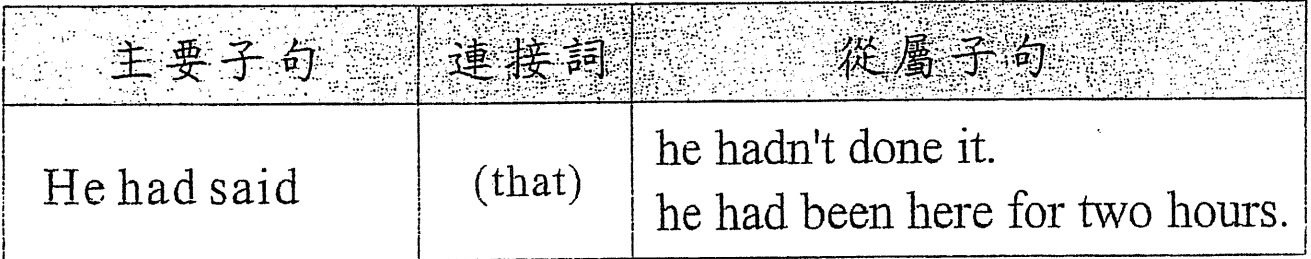 主要子句 連接詞 從屬子句
He had said (that) he hadn't done it.
he had been here for two hours.